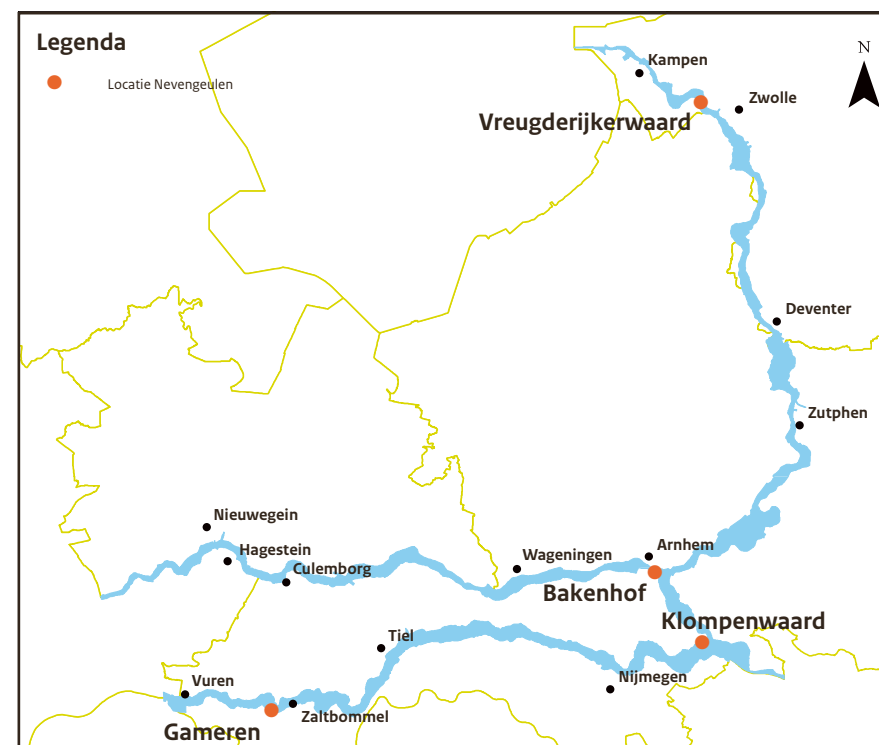 Legenda
Locatie Nevengeulen
N
Kampen
Zwolle
Vreugderijkerwaard
Deventer
Zutphen
Nieuwegein
Hagestein
Culemborg
Wageningen
Arnhem
Bakenhof
Klompenwaard
Tiel
Nijmegen
Vuren
Zaltbommel
Gameren